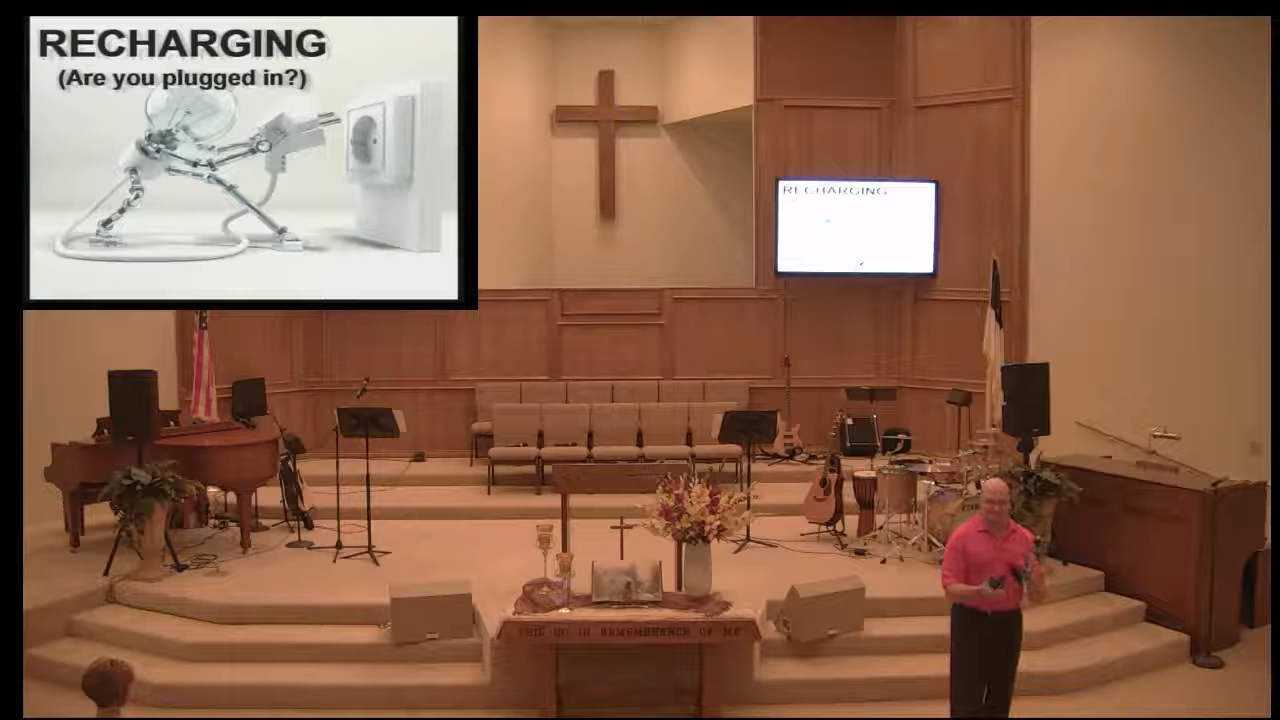 RECHARGING
(Are you plugged in?)
RECHARGING
THIS DO IN REMEMBRANCE OF ME